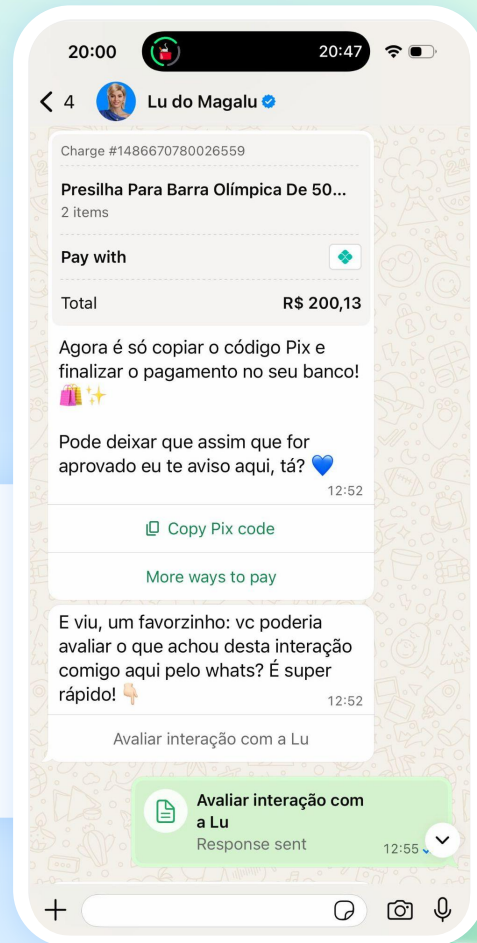 20:00
20:47
4
Lu do Magalu
Charge #1486670780026559
Presilha Para Barra Olímpica De 50...
2 items
Pay with
Total
R$ 200,13
Agora é só copiar o código Pix e
finalizar o pagamento no seu banco!
🛍️✨
Pode deixar que assim que for
aprovado eu te aviso aqui, tá? 💙
12:52
Copy Pix code
More ways to pay
E viu, um favorzinho: vc poderia
avaliar o que achou desta interação
comigo aqui pelo whats? É super
rápido! 👇🏻
12:52
Avaliar interação com a Lu
Avaliar interação com
a Lu
Response sent
12:55